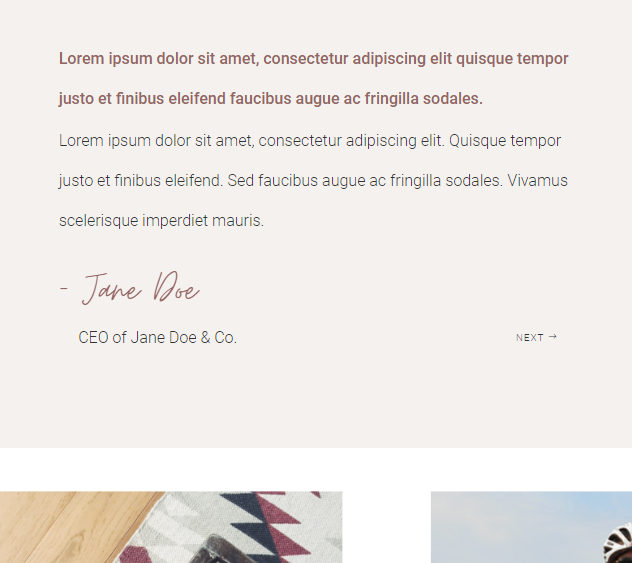 Lorem ipsum dolor sit amet, consectetur adipiscing elit quisque tempor
justo et finibus eleifend faucibus augue ac fringilla sodales.
Lorem ipsum dolor sit amet, consectetur adipiscing elit. Quisque tempor
justo et finibus eleifend. Sed faucibus augue ac fringilla sodales. Vivamus
scelerisque imperdiet mauris.
- Jane Doe
CEO of Jane Doe & Co.
NEXT →